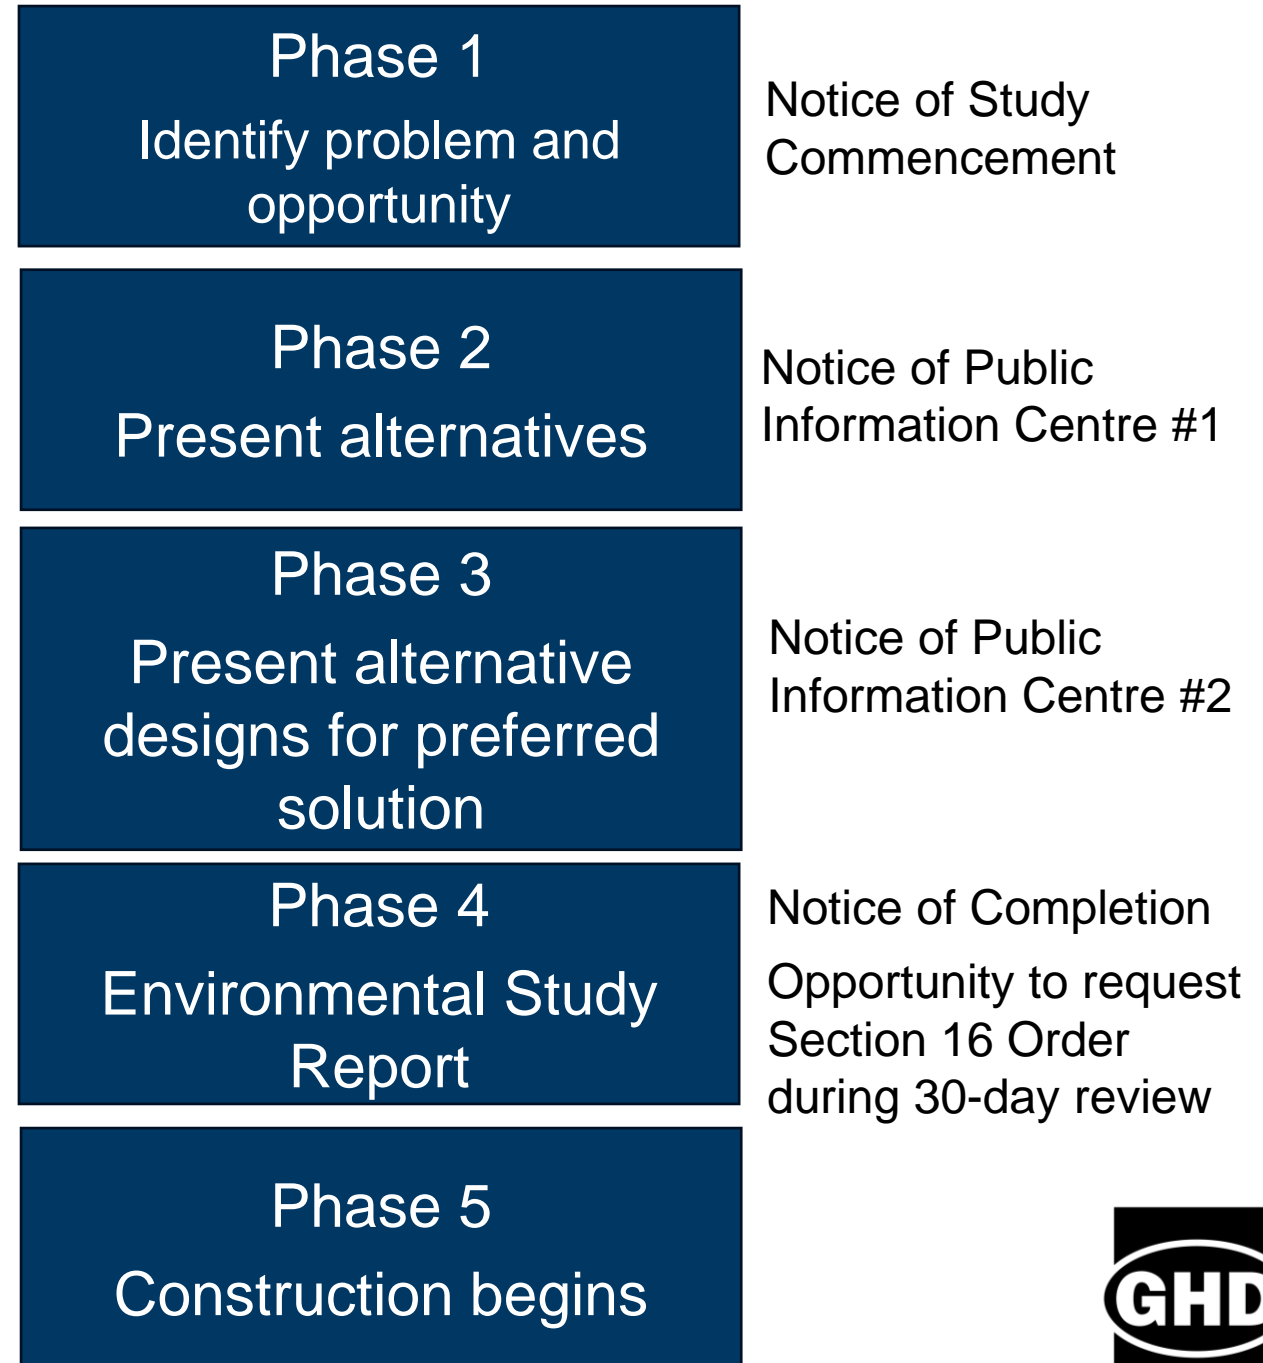 Phase 1
Identify problem and
opportunity
Notice of Study
Commencement
Phase 2
Present alternatives
Notice of Public
Information Centre #1
Phase 3
Present alternative
designs for preferred
solution
Notice of Public
Information Centre #2
Phase 4
Environmental Study
Report
Notice of Completion
Opportunity to request
Section 16 Order
during 30-day review
Phase 5
Construction begins
GHD